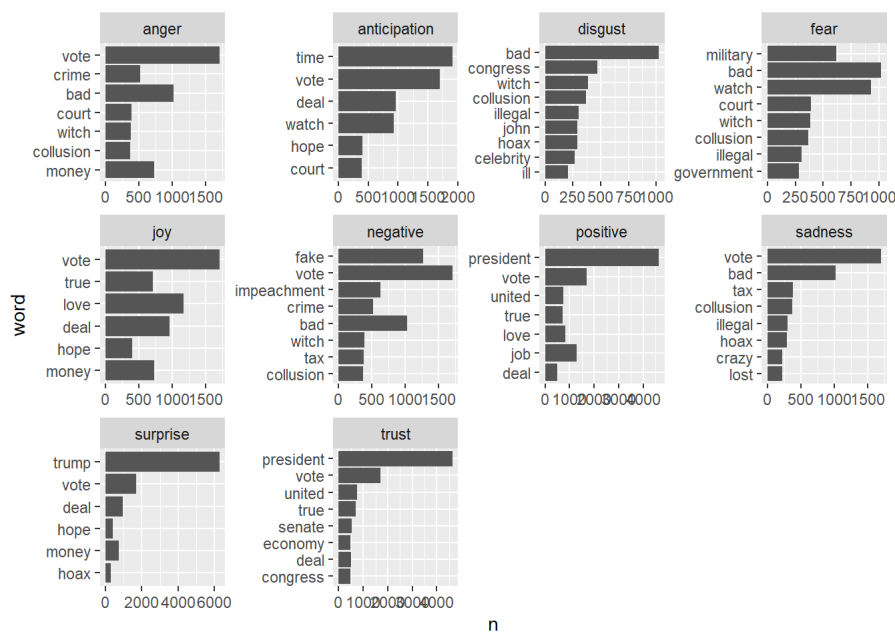 anger
vote
crime
bad
court
witch
collusion
money
0 500 1000 1500
anticipation
time
vote
deal
watch
hope
court
0 500 1000 1500 2000
disgust
bad
congress
witch
collusion
illegal
john
hoax
celebrity
ill
0 250 500 750 1000
fear
military
bad
watch
court
witch
collusion
illegal
government
0 250 500 750 1000
word
joy
vote
true
love
deal
hope
money
0 500 1000 1500
negative
fake
vote
impeachment
crime
bad
witch
tax
collusion
0 500 1000 1500
positive
president
vote
united
true
love
job
deal
0 1000 2000 3000 4000
sadness
vote
bad
tax
collusion
illegal
hoax
crazy
lost
0 500 1000 1500
surprise
trump
vote
deal
hope
money
hoax
0 2000 4000 6000
trust
president
vote
united
true
senate
economy
deal
congress
0 1000 2000 3000 4000
n